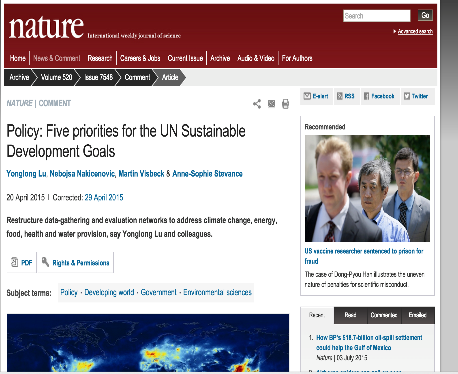 nature International weekly journal of science
Search Go
Advanced search
Home News & Comment Research Careers & Jobs Current Issue Archive Audio & Video For Authors
Archive Volume 520 Issue 7548 Comment Article
NATURE | COMMENT
E-alert RSS Facebook Twitter
Policy: Five priorities for the UN Sustainable
Development Goals
Yonglong Lu, Nebojsa Nakicenovic, Martin Visbeck & Anne-Sophie Stevance
20 April 2015 | Corrected: 29 April 2015
Restructure data-gathering and evaluation networks to address climate change, energy,
food, health and water provision, say Yonglong Lu and colleagues.
PDF Rights & Permissions
Subject terms: Policy · Developing world · Government · Environmental sciences
Recommended
US vaccine researcher sentenced to prison for
fraud
The case of Dong-Pyou Han illustrates the uneven
nature of penalties for scientific misconduct.
Recent Read Commented Emailed
1. How BP's $18.7-billion oil-spill settlement
could help the Gulf of Mexico
Nature | 03 July 2015